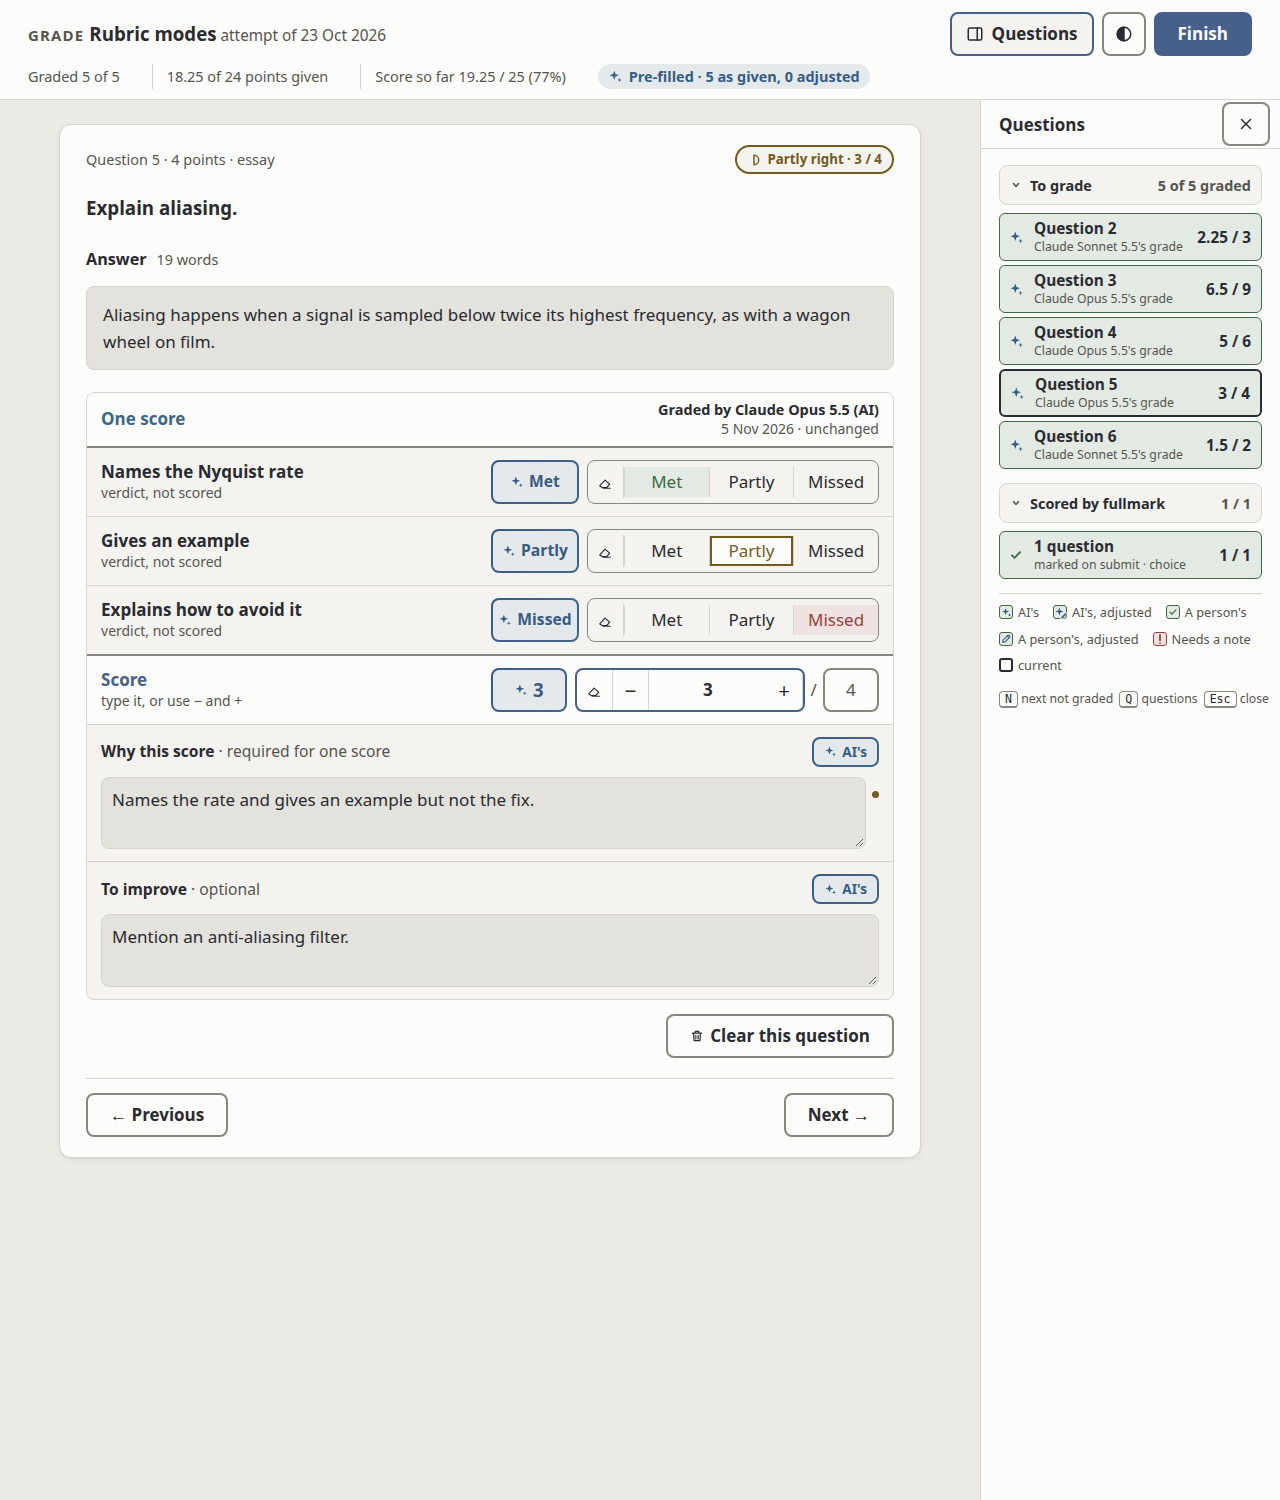 GRADE Rubric modes attempt of 23 Oct 2026
Questions
Finish
Graded 5 of 5
18.25 of 24 points given
Score so far 19.25 / 25 (77%)
Pre-filled · 5 as given, 0 adjusted
Question 5 · 4 points · essay
Partly right · 3 / 4
Explain aliasing.
Answer 19 words
Aliasing happens when a signal is sampled below twice its highest frequency, as with a wagon
wheel on film.
One score
Graded by Claude Opus 5.5 (AI)
5 Nov 2026 · unchanged
Names the Nyquist rate
verdict, not scored
Met
Met Partly Missed
Gives an example
verdict, not scored
Partly
Met Partly Missed
Explains how to avoid it
verdict, not scored
Missed
Met Partly Missed
Score
type it, or use − and +
3
− 3 + / 4
Why this score · required for one score
AI's
Names the rate and gives an example but not the fix.
To improve · optional
AI's
Mention an anti-aliasing filter.
Clear this question
← Previous
Next →
Questions
To grade 5 of 5 graded
Question 2
Claude Sonnet 5.5's grade
2.25 / 3
Question 3
Claude Opus 5.5's grade
6.5 / 9
Question 4
Claude Opus 5.5's grade
5 / 6
Question 5
Claude Opus 5.5's grade
3 / 4
Question 6
Claude Sonnet 5.5's grade
1.5 / 2
Scored by fullmark 1 / 1
1 question
marked on submit · choice
1 / 1
AI's AI's, adjusted A person's
A person's, adjusted Needs a note
current
N next not graded Q questions Esc close